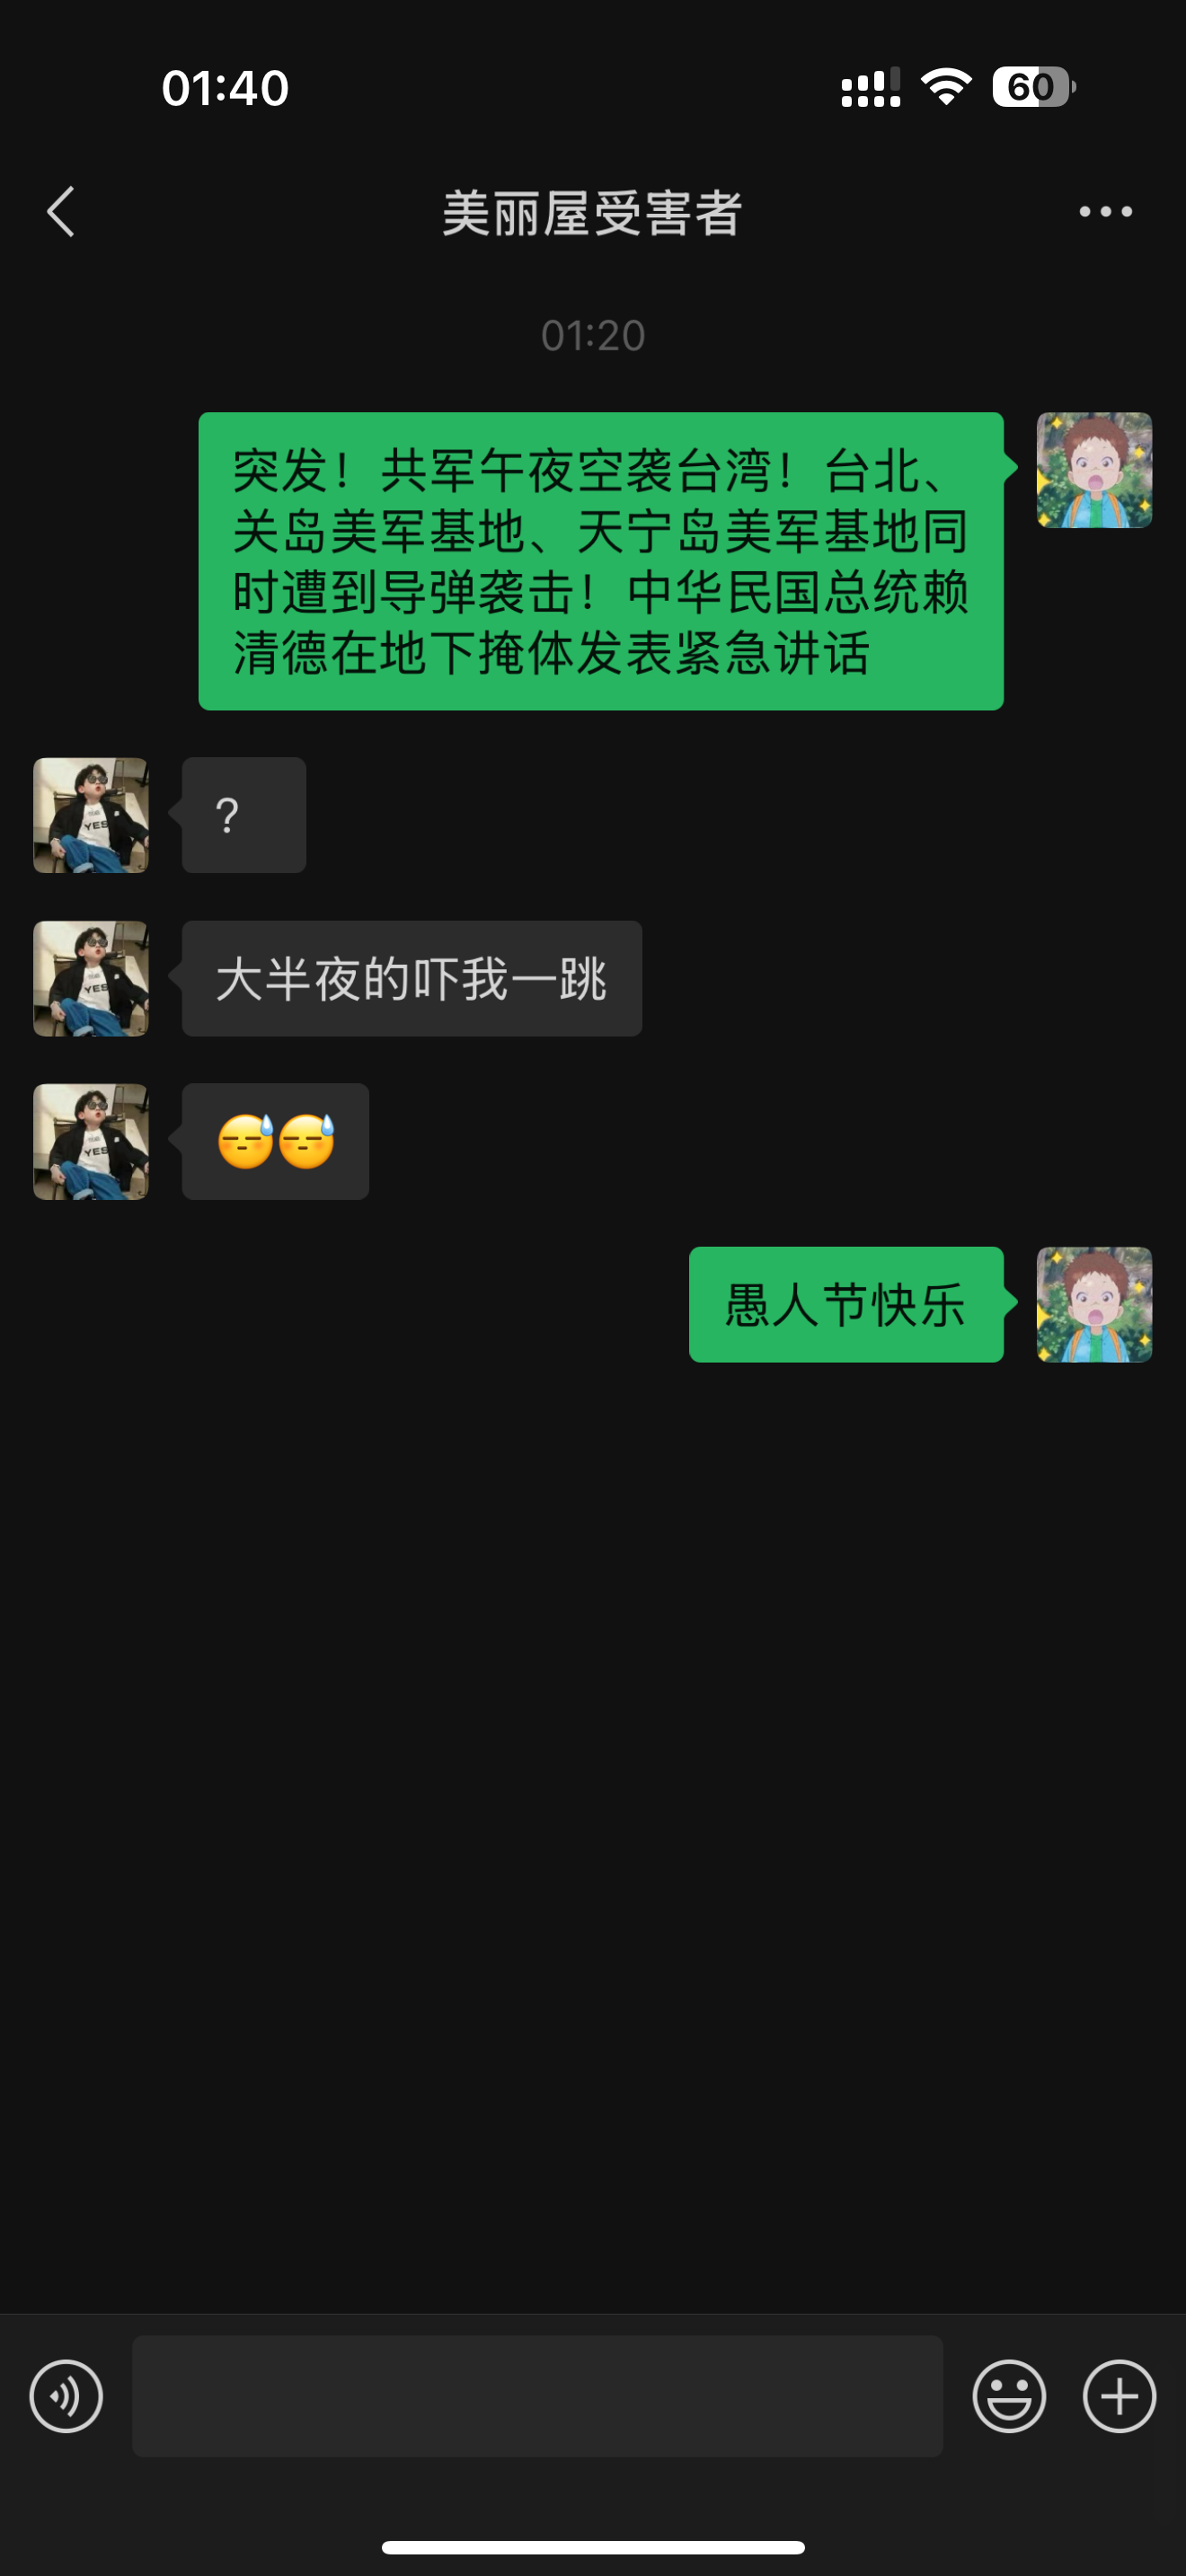 01:40
60
美丽屋受害者
01:20
突发！共军午夜空袭台湾！台北、
关岛美军基地、天宁岛美军基地同
时遭到导弹袭击！中华民国总统赖
清德在地下掩体发表紧急讲话
YES
?
YES
大半夜的吓我一跳
YES
😅😅
愚人节快乐